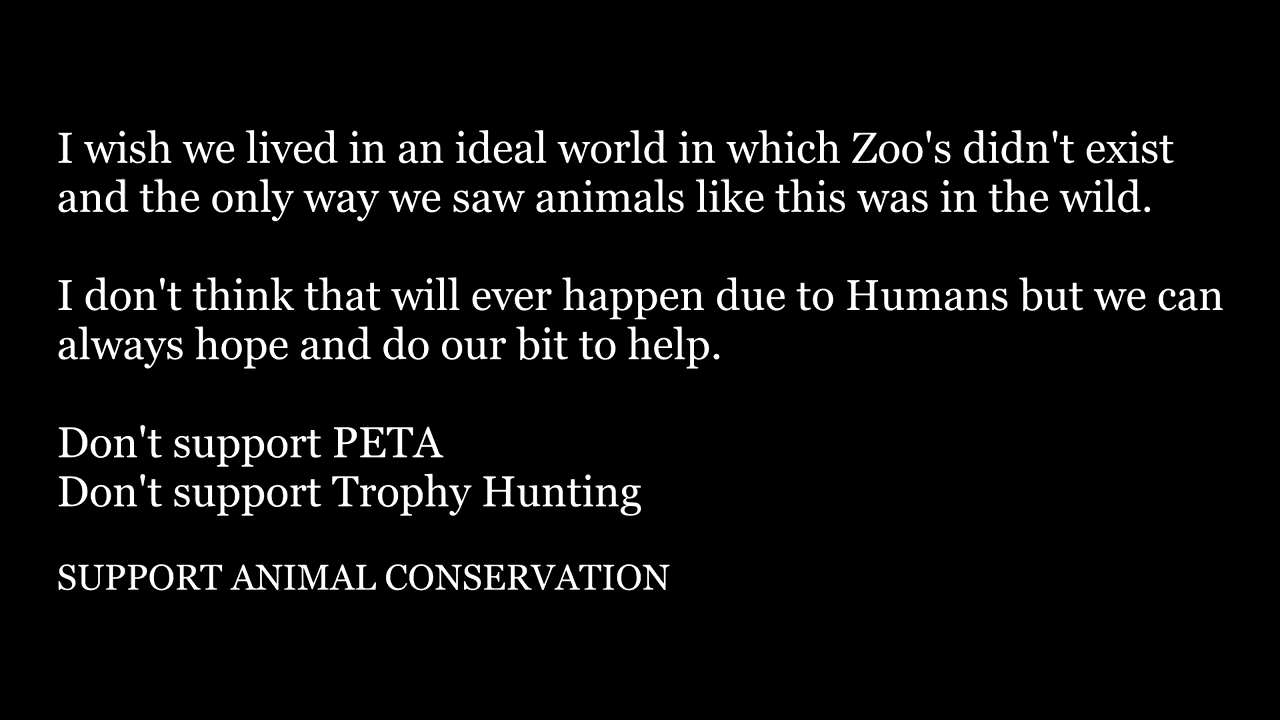 I wish we lived in an ideal world in which Zoo's didn't exist
and the only way we saw animals like this was in the wild.
I don't think that will ever happen due to Humans but we can
always hope and do our bit to help.
Don't support PETA
Don't support Trophy Hunting
SUPPORT ANIMAL CONSERVATION